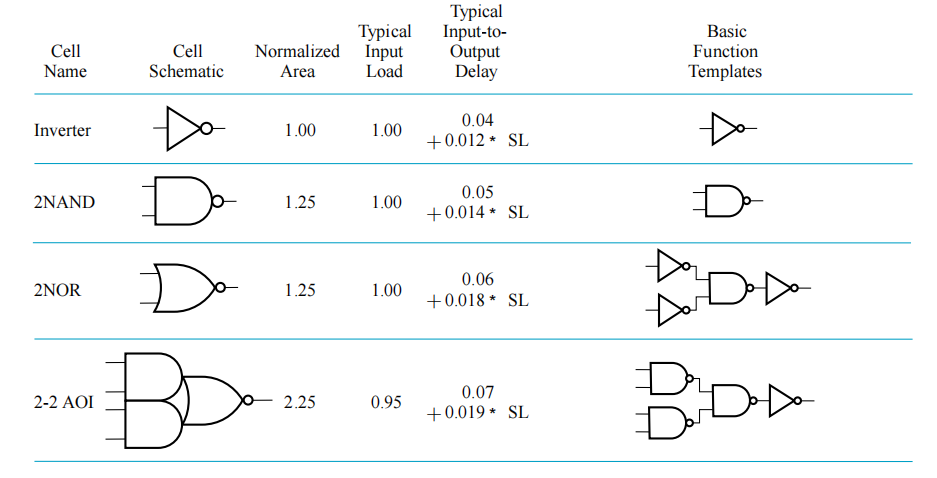 Cell
Name
Cell
Schematic
Normalized
Area
Typical
Input
Load
Typical
Input-to-
Output
Delay
Basic
Function
Templates
Inverter
1.00
1.00
0.04
+0.012 * SL
2NAND
1.25
1.00
0.05
+0.014 * SL
2NOR
1.25
1.00
0.06
+0.018 * SL
2-2 AOI
2.25
0.95
0.07
+0.019 * SL